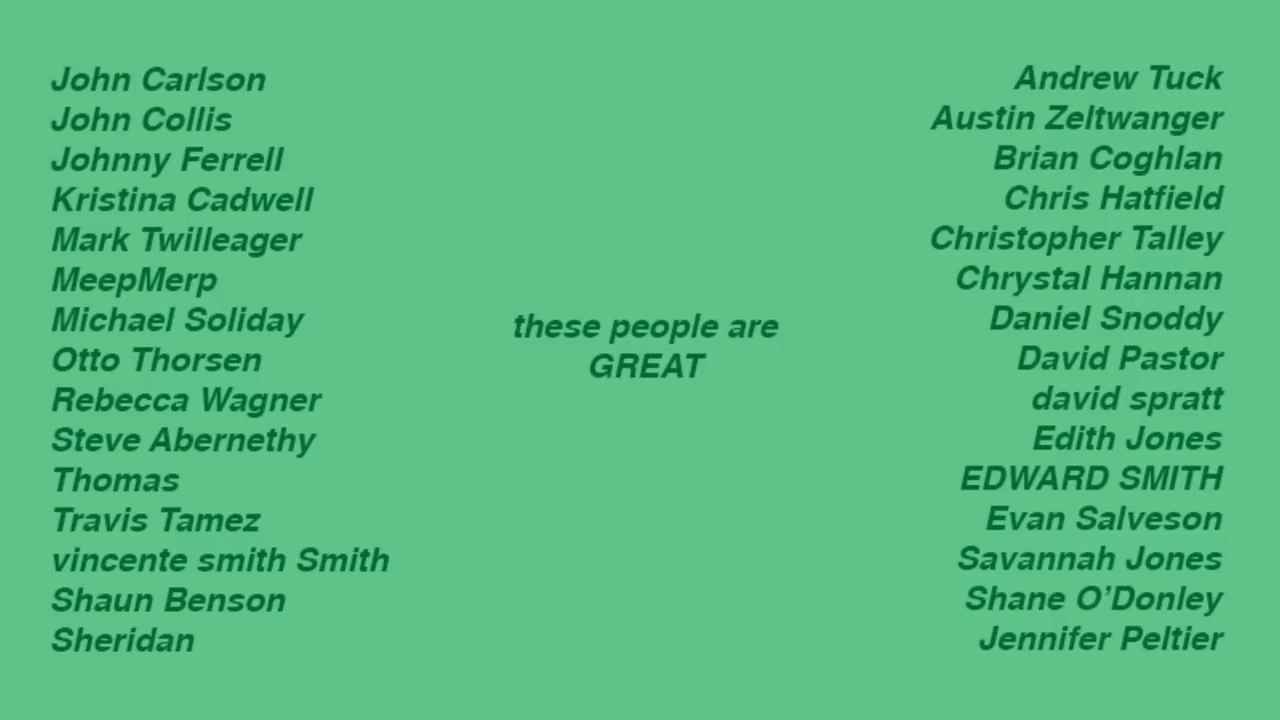 John Carlson
John Collis
Johnny Ferrell
Kristina Cadwell
Mark Twilleager
MeepMerp
Michael Soliday
Otto Thorsen
Rebecca Wagner
Steve Abernethy
Thomas
Travis Tamez
vincente smith Smith
Shaun Benson
Sheridan
these people are
GREAT
Andrew Tuck
Austin Zeltwanger
Brian Coghlan
Chris Hatfield
Christopher Talley
Chrystal Hannan
Daniel Snoddy
David Pastor
david spratt
Edith Jones
EDWARD SMITH
Evan Salveson
Savannah Jones
Shane O’Donley
Jennifer Peltier